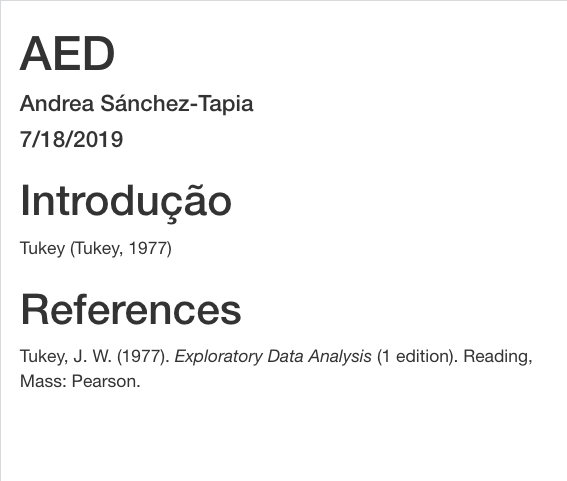 AED
Andrea Sánchez-Tapia
7/18/2019
Introdução
Tukey (Tukey, 1977)
References
Tukey, J. W. (1977). Exploratory Data Analysis (1 edition). Reading,
Mass: Pearson.